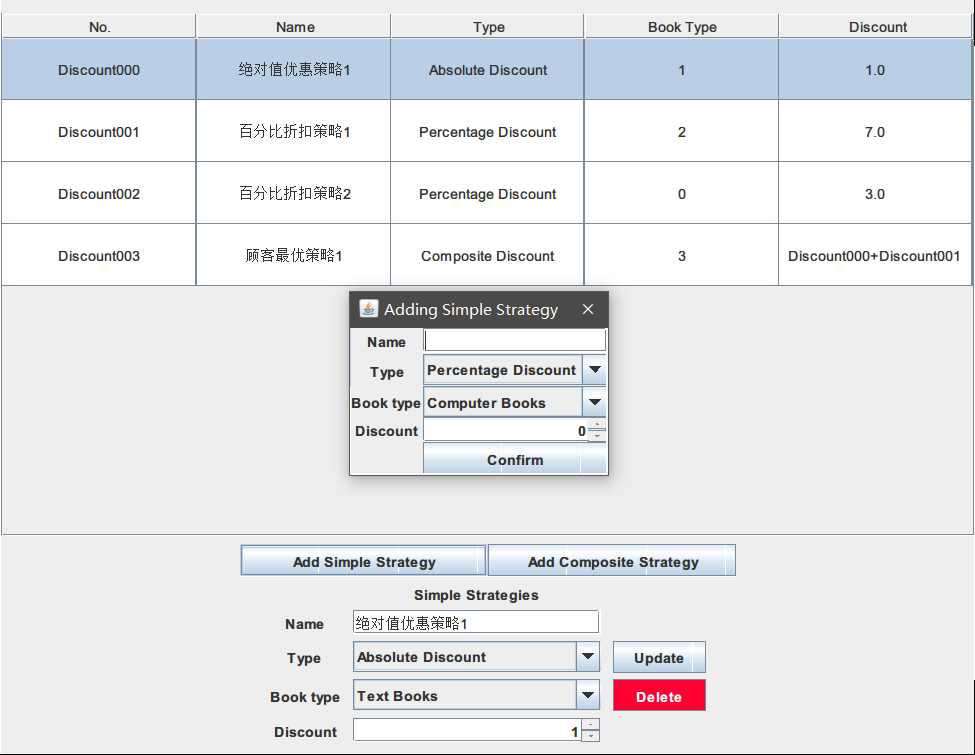 No. Name Type Book Type Discount
Discount000 绝对值优惠策略1 Absolute Discount 1 1.0
Discount001 百分比折扣策略1 Percentage Discount 2 7.0
Discount002 百分比折扣策略2 Percentage Discount 0 3.0
Discount003 顾客最优策略1 Composite Discount 3 Discount000+Discount001
Adding Simple Strategy
Name
Type Percentage Discount
Book type Computer Books
Discount 0
Confirm
Add Simple Strategy Add Composite Strategy
Simple Strategies
Name 绝对值优惠策略1
Type Absolute Discount Update
Book type Text Books Delete
Discount 1